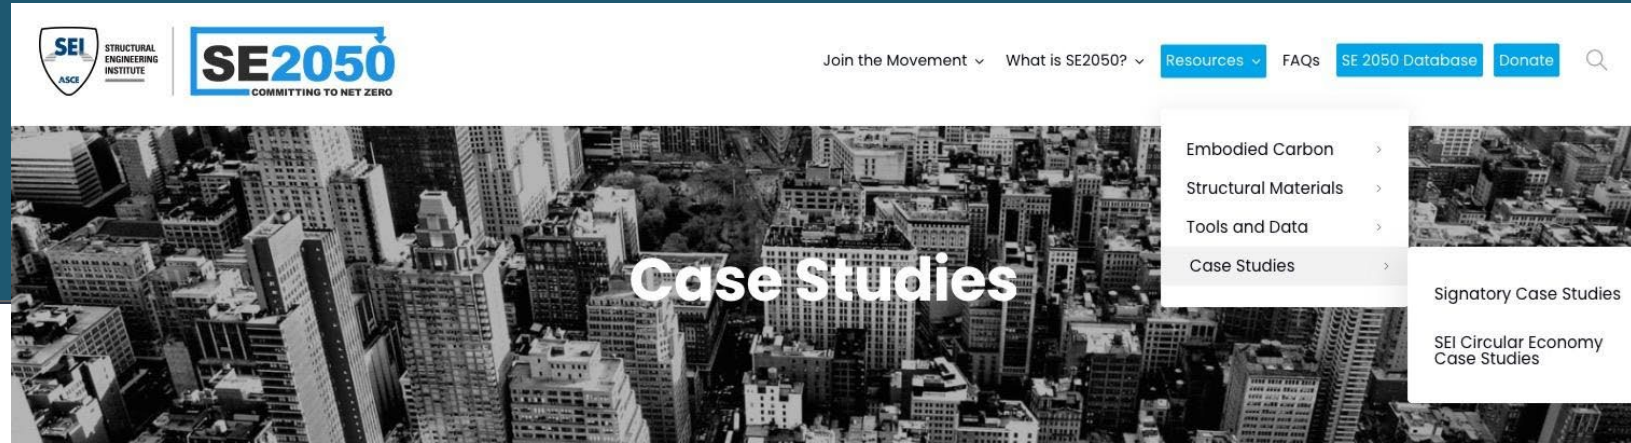 SEI
ASCE
STRUCTURAL
ENGINEERING
INSTITUTE
SE2050
COMMITTING TO NET ZERO
Join the Movement What is SE2050? Resources FAQs SE 2050 Database Donate
Embodied Carbon
Structural Materials
Tools and Data
Case Studies
Signatory Case Studies
SEI Circular Economy
Case Studies
Case Studies